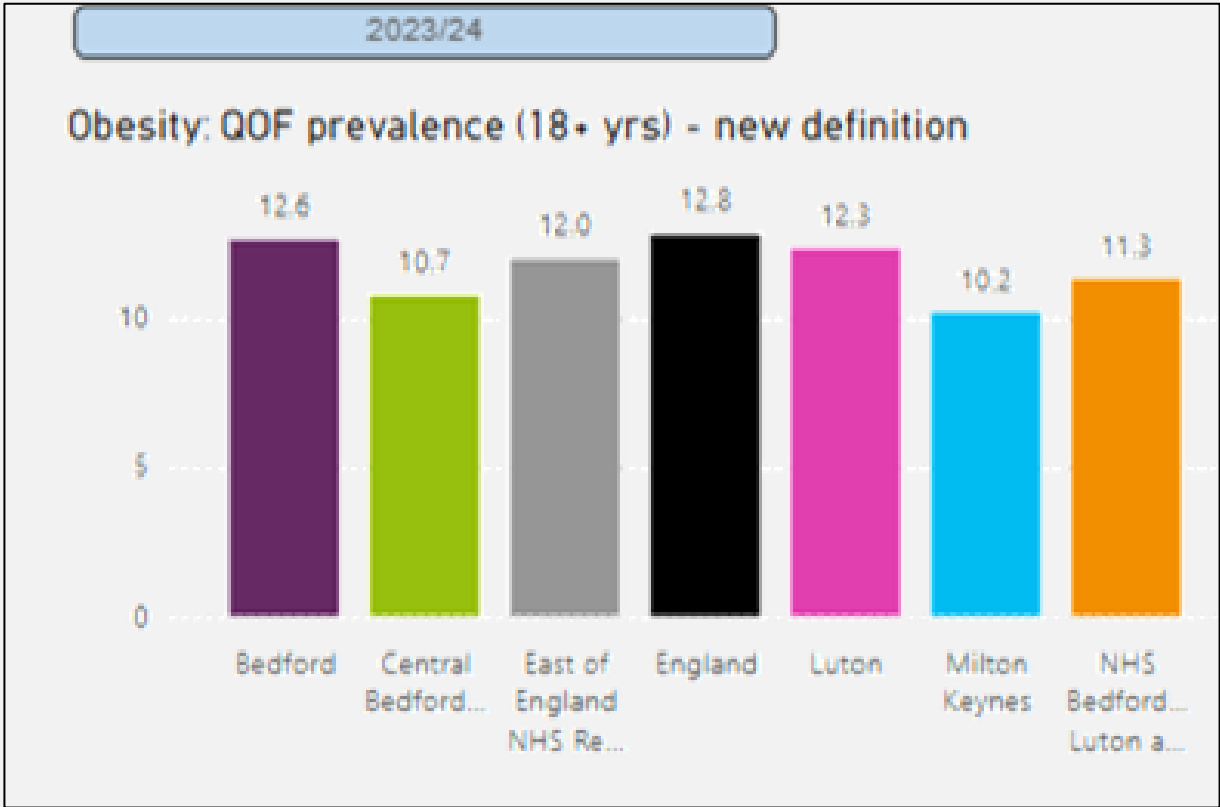 2023/24
Obesity: QOF prevalence (18+ yrs) - new definition
12.6
10.7
12.0
12.8
12.3
10.2
11.3
10
5
0
Bedford
Central
Bedford...
East of
England
NHS Re...
England
Luton
Milton
Keynes
NHS
Bedford...
Luton a...